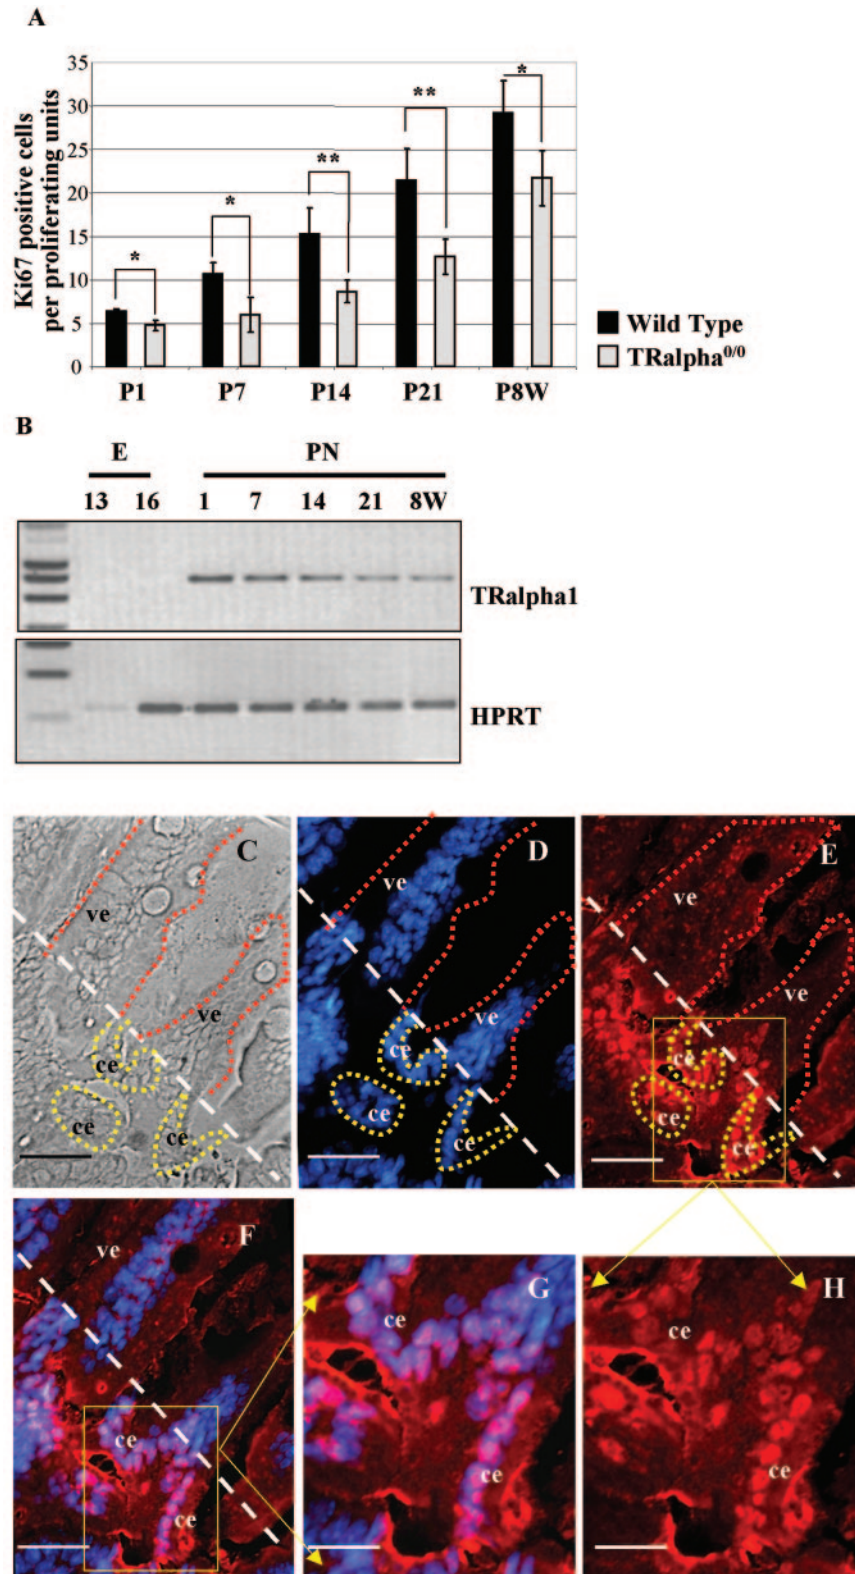 A
Ki67 positive cells
per proliferating units
35
30
25
20
15
10
5
0
*
*
**
**
*
P1 P7 P14 P21 P8W
Wild Type
TRalpha0/0
B
E PN
13 16 1 7 14 21 8W
TRalpha1
HPRT
C
ve
ve
ce
ce
ce
D
ve
ve
ce
ce
ce
E
ve
ve
ce
ce
ce
F
ve
ce
ce
G
ce
ce
H
ce
ce